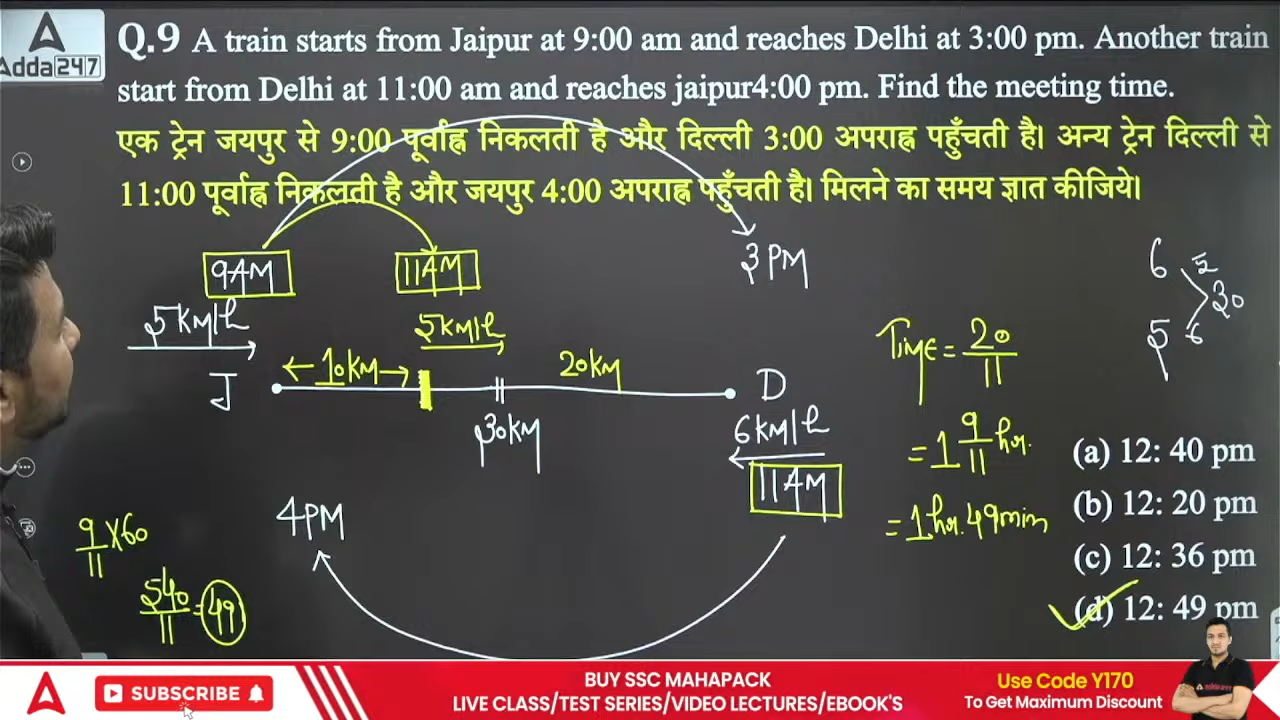 Adda247
Q.9 A train starts from Jaipur at 9:00 am and reaches Delhi at 3:00 pm. Another train
start from Delhi at 11:00 am and reaches jaipur4:00 pm. Find the meeting time.
एक ट्रेन जयपुर से 9:00 पूर्वाह्न निकलती है और दिल्ली 3:00 अपराह्न पहुँचती है। अन्य ट्रेन दिल्ली से
11:00 पूर्वाह्न निकलती है और जयपुर 4:00 अपराह्न पहुँचती है। मिलने का समय ज्ञात कीजिये।
9AM
11AM
3PM
6 5
30
5 6
5KM/h
5KM/h
Time = 20/11
J
10KM
20KM
D
30KM
6KM/h
= 1 9/11 hr.
(a) 12: 40 pm
11AM
4PM
(b) 12: 20 pm
= 1hr. 49min
9/11 X 60
(c) 12: 36 pm
540/11 = 49
(d) 12: 49 pm
SUBSCRIBE
BUY SSC MAHAPACK
LIVE CLASS/TEST SERIES/VIDEO LECTURES/EBOOK'S
Use Code Y170
To Get Maximum Discount